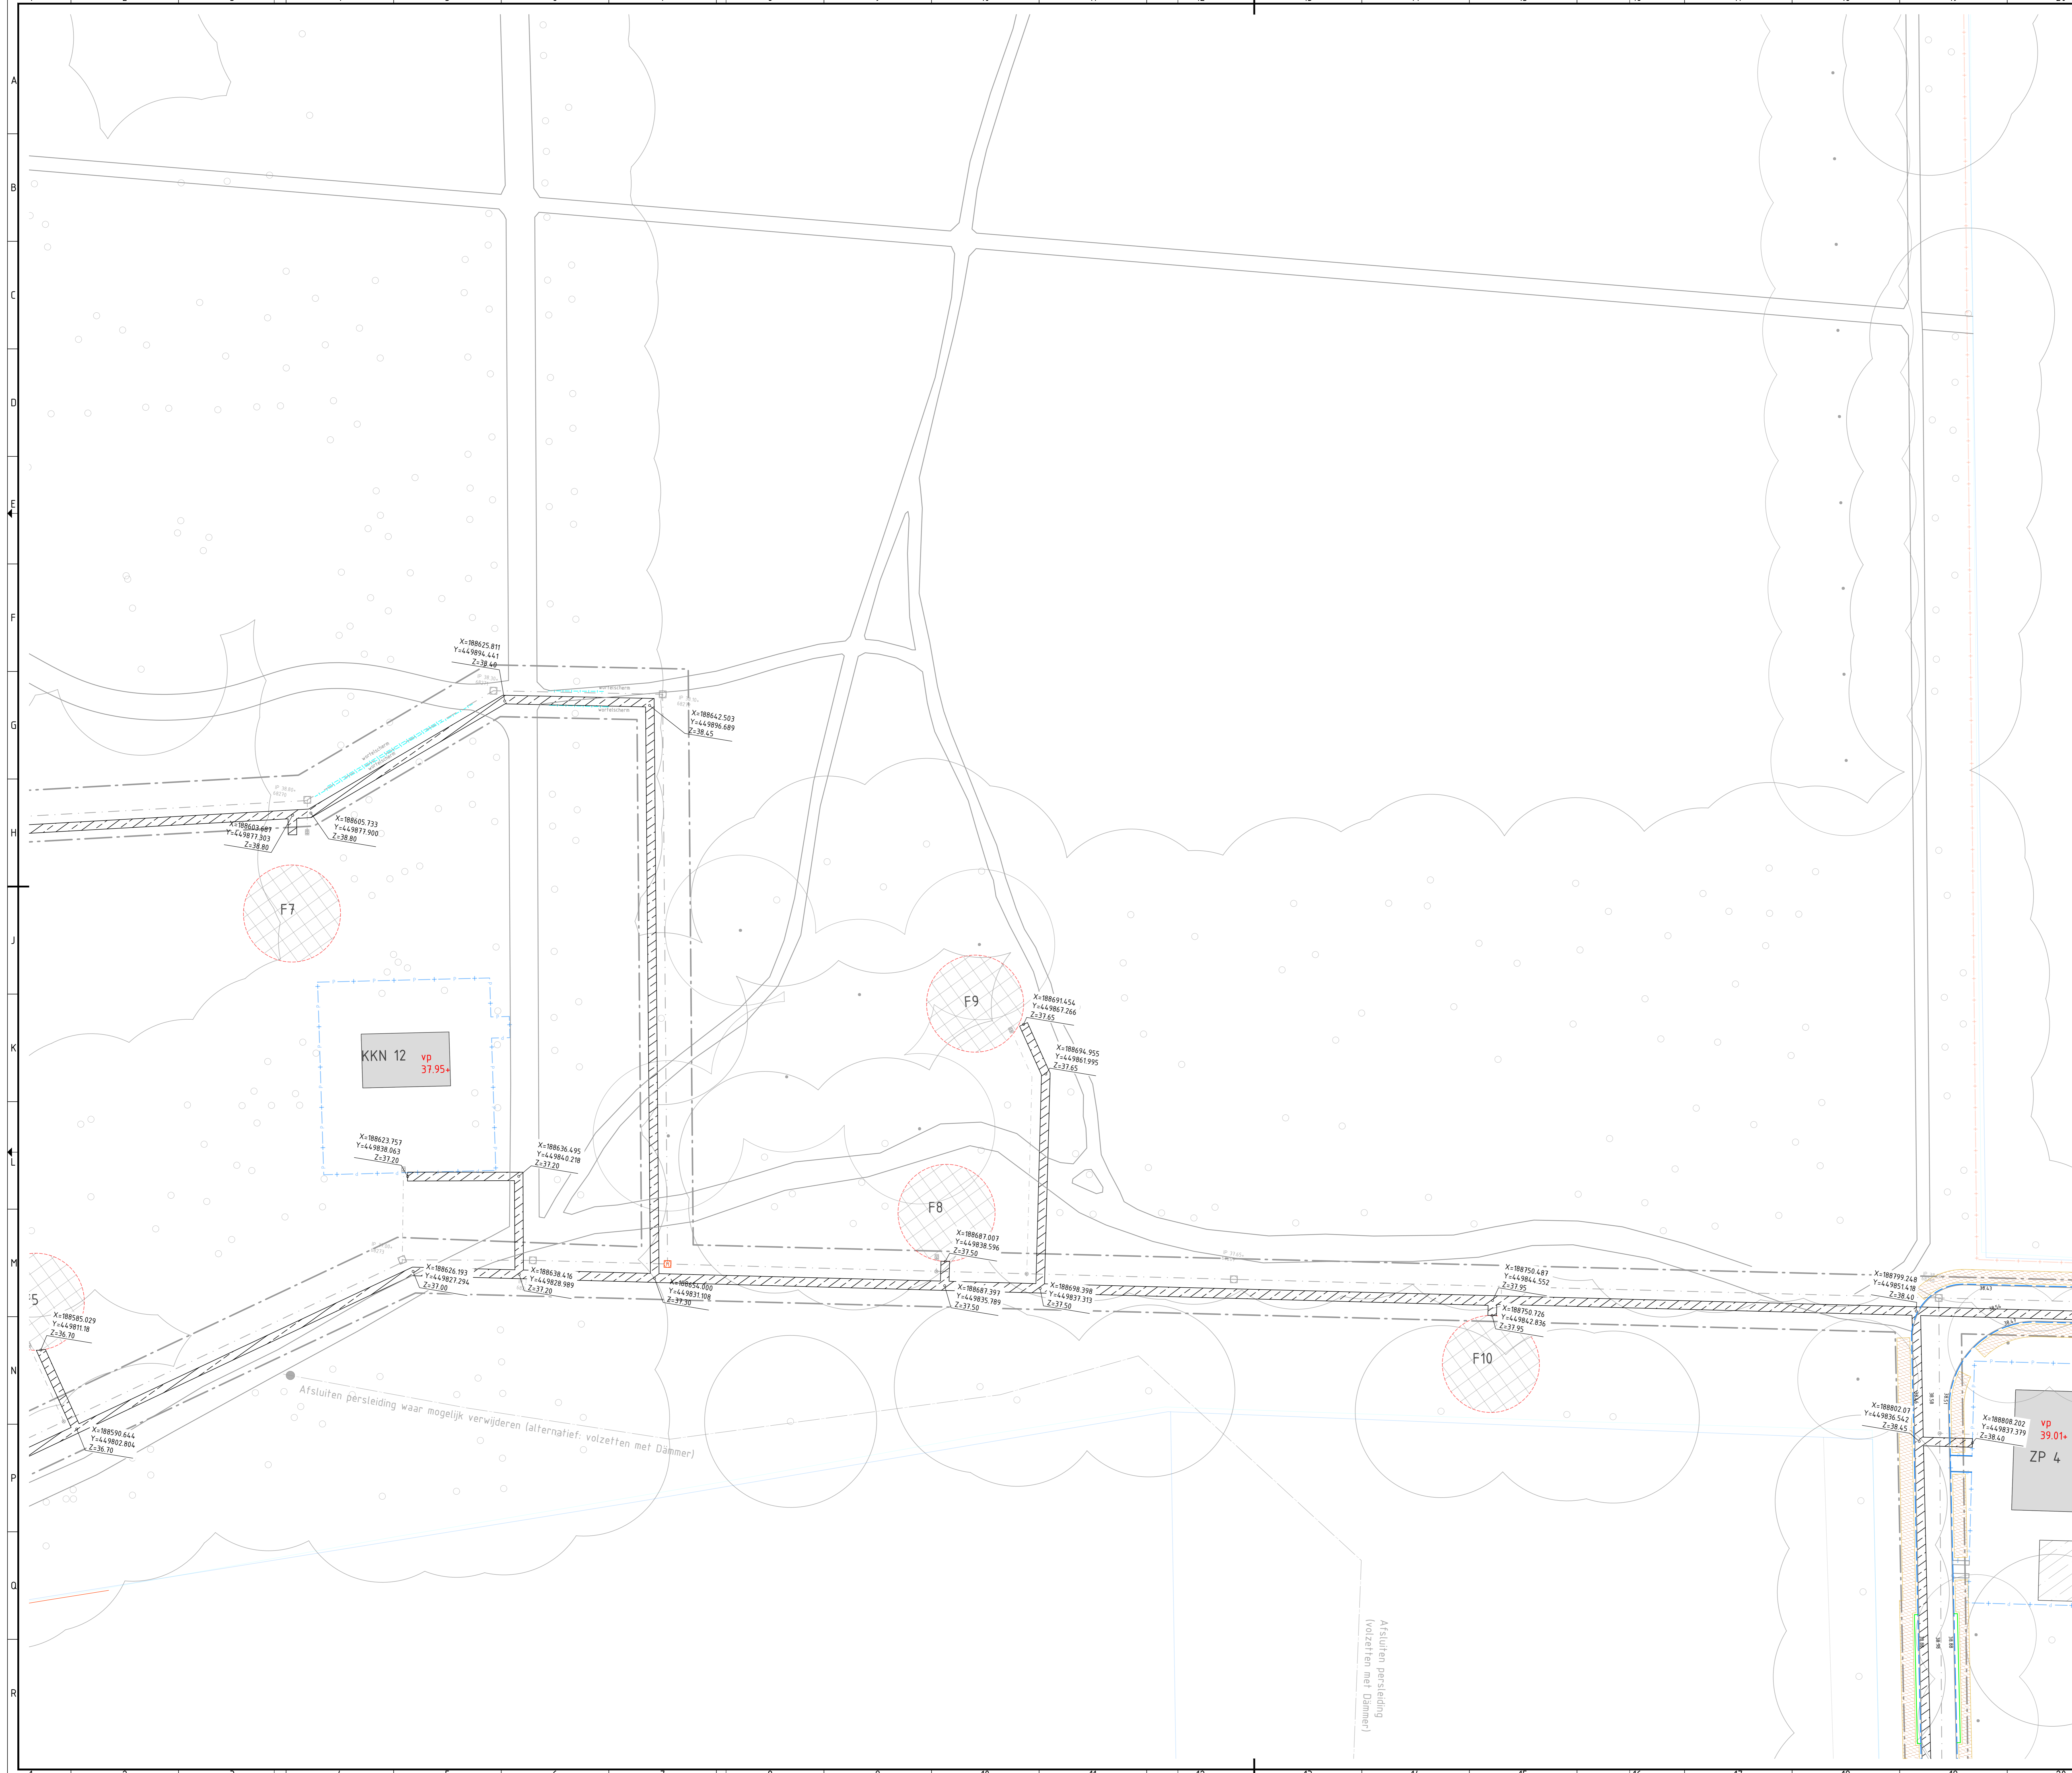 A
B
C
D
E
F
G
H
J
K
L
M
N
P
Q
R
X=188625.811
Y=449894.441
Z=38.40
wortelscherm
wortelscherm
X=188642.503
Y=449896.689
Z=38.45
wortelscherm
wortelscherm
68270
X=188603.687
Y=449877.303
Z=38.80
X=188605.733
Y=449877.900
Z=38.80
F7
F9
X=188691.454
Y=449867.266
Z=37.65
X=188694.955
Y=449861.995
Z=37.65
KKN 12
vp
37.95+
X=188623.757
Y=449838.063
Z=37.20
X=188636.495
Y=449840.218
Z=37.20
F8
X=188687.007
Y=449838.596
Z=37.50
X=188626.193
Y=449827.294
Z=37.00
X=188638.416
Y=449828.989
Z=37.20
X=188654.000
Y=449831.108
Z=37.30
X=188687.397
Y=449835.789
Z=37.50
X=188698.398
Y=449837.313
Z=37.50
X=188750.487
Y=449844.552
Z=37.95
X=188750.726
Y=449842.836
Z=37.95
X=188799.248
Y=449851.418
Z=38.40
5
X=188585.029
Y=449811.18
Z=36.70
F10
Afsluiten persleiding waar mogelijk verwijderen (alternatief: volzetten met Dämmer)
X=188590.644
Y=449802.804
Z=36.70
X=188802.07
Y=449836.542
Z=38.45
X=188808.202
Y=449837.379
Z=38.40
vp
39.01+
ZP 4
Afsluiten persleiding
(volzetten met Dämmer)